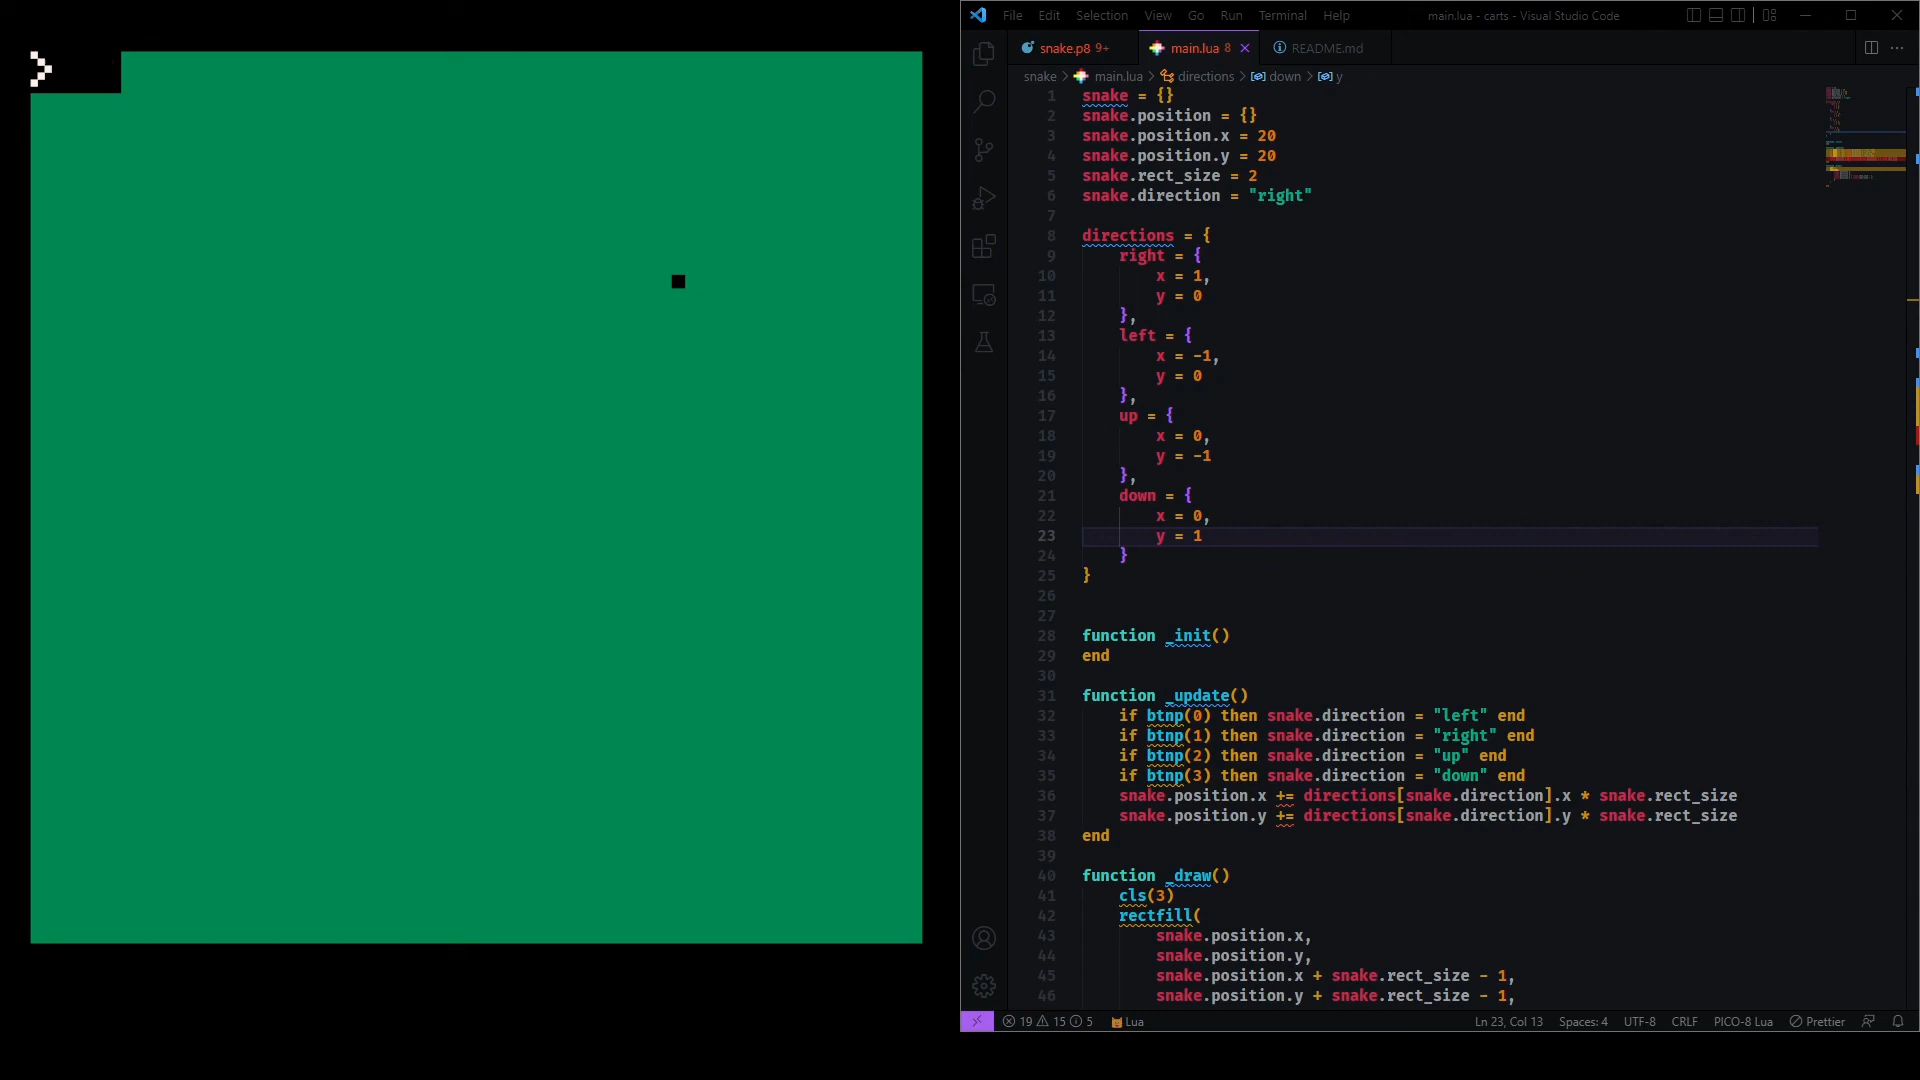 File Edit Selection View Go Run Terminal Help main.lua - carts - Visual Studio Code
snake.p8 9+ main.lua 8 README.md
snake > main.lua > directions > down > y
1 snake = {}
2 snake.position = {}
3 snake.position.x = 20
4 snake.position.y = 20
5 snake.rect_size = 2
6 snake.direction = "right"
7
8 directions = {
9 right = {
10 x = 1,
11 y = 0
12 },
13 left = {
14 x = -1,
15 y = 0
16 },
17 up = {
18 x = 0,
19 y = -1
20 },
21 down = {
22 x = 0,
23 y = 1
24 }
25 }
26
27
28 function _init()
29 end
30
31 function _update()
32 if btnp(0) then snake.direction = "left" end
33 if btnp(1) then snake.direction = "right" end
34 if btnp(2) then snake.direction = "up" end
35 if btnp(3) then snake.direction = "down" end
36 snake.position.x += directions[snake.direction].x * snake.rect_size
37 snake.position.y += directions[snake.direction].y * snake.rect_size
38 end
39
40 function _draw()
41 cls(3)
42 rectfill(
43 snake.position.x,
44 snake.position.y,
45 snake.position.x + snake.rect_size - 1,
46 snake.position.y + snake.rect_size - 1,
19 15 5 Lua Ln 23, Col 13 Spaces: 4 UTF-8 CRLF PICO-8 Lua Prettier